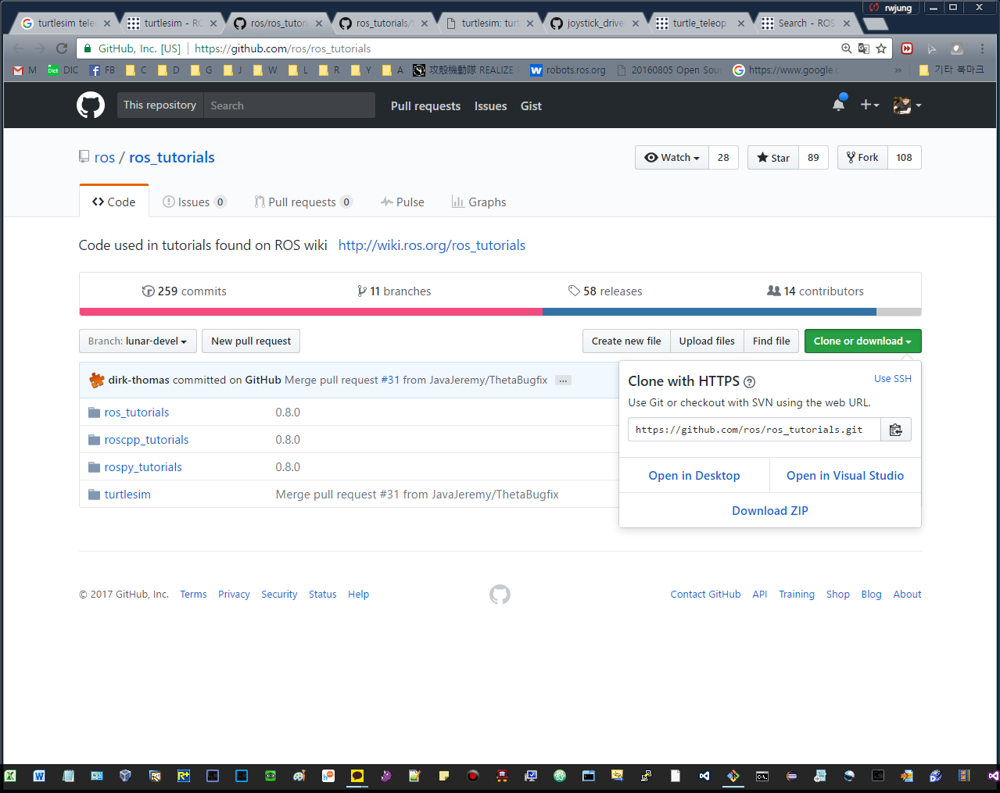 rwjung
turtlesim tele
turtlesim - RO
ros/ros_tutori
ros_tutorials/t
turtlesim: turt
joystick_drive
turtle_teleop
Search - ROS
GitHub, Inc. [US] | https://github.com/ros/ros_tutorials
M DIC FB C D G J W L R Y A 攻殻機動隊 REALIZE robots.ros.org 20160805 Open Sour https://www.google.c » 기타 북마크
This repository Search Pull requests Issues Gist
ros / ros_tutorials
Watch 28 Star 89 Fork 108
Code Issues 0 Pull requests 0 Pulse Graphs
Code used in tutorials found on ROS wiki http://wiki.ros.org/ros_tutorials
259 commits 11 branches 58 releases 14 contributors
Branch: lunar-devel New pull request Create new file Upload files Find file Clone or download
dirk-thomas committed on GitHub Merge pull request #31 from JavaJeremy/ThetaBugfix ...
ros_tutorials 0.8.0
roscpp_tutorials 0.8.0
rospy_tutorials 0.8.0
turtlesim Merge pull request #31 from JavaJeremy/ThetaBugfix
Clone with HTTPS Use SSH
Use Git or checkout with SVN using the web URL.
https://github.com/ros/ros_tutorials.git
Open in Desktop Open in Visual Studio
Download ZIP
© 2017 GitHub, Inc. Terms Privacy Security Status Help Contact GitHub API Training Shop Blog About